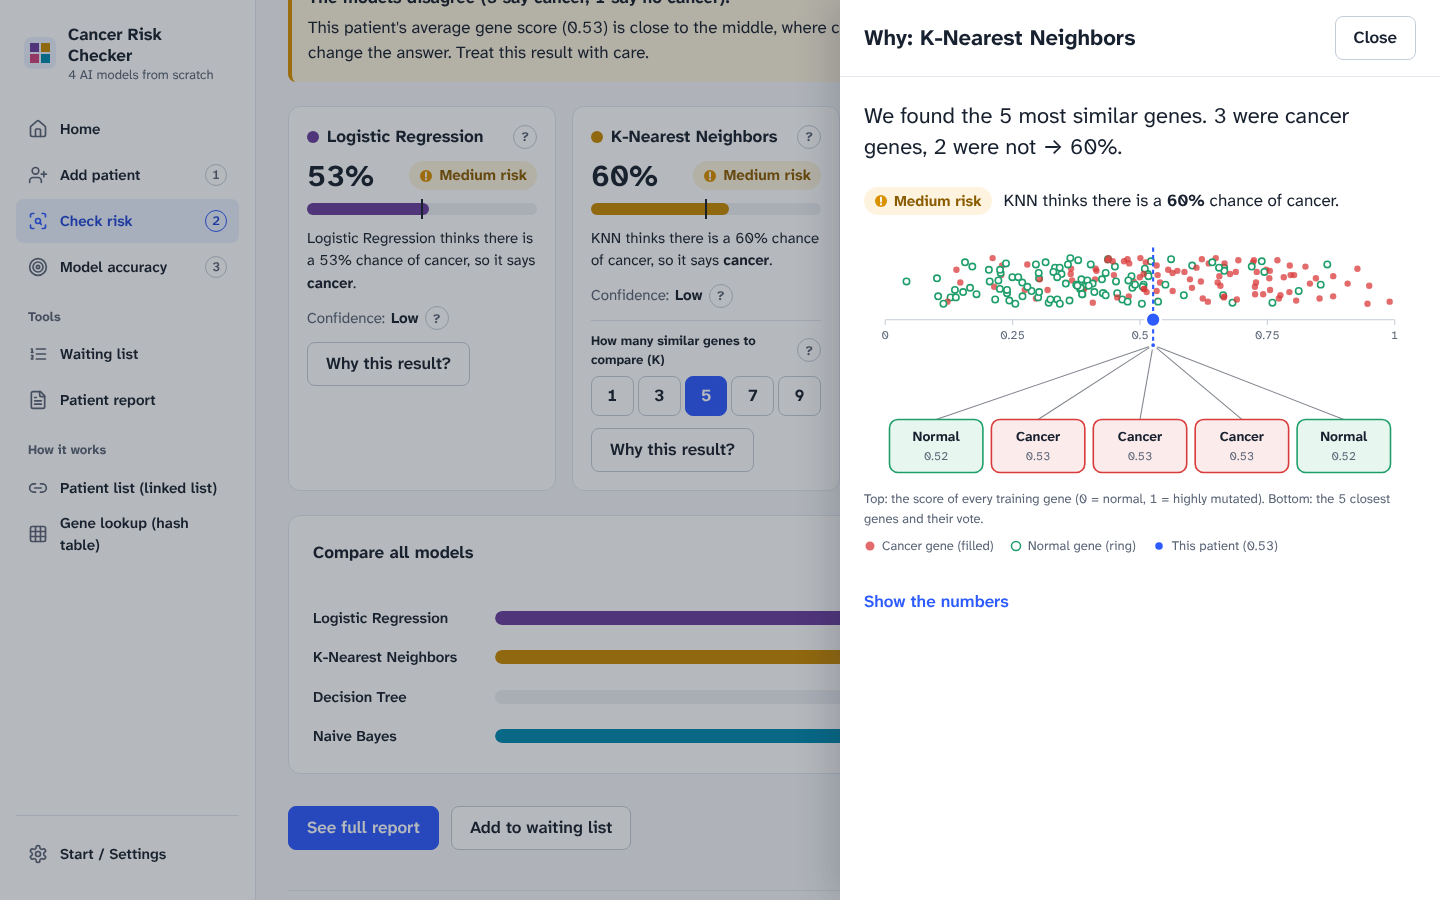 Cancer Risk
Checker
4 AI models from scratch
Home
Add patient
1
Check risk
2
Model accuracy
3
Tools
Waiting list
Patient report
How it works
Patient list (linked list)
Gene lookup (hash
table)
Start / Settings
This patient's average gene score (0.53) is close to the middle, where c
change the answer. Treat this result with care.
Logistic Regression
?
53%
Medium risk
Logistic Regression thinks there is
a 53% chance of cancer, so it says
cancer.
Confidence: Low
?
Why this result?
K-Nearest Neighbors
?
60%
Medium risk
KNN thinks there is a 60% chance
of cancer, so it says cancer.
Confidence: Low
?
How many similar genes to
compare (K)
?
1
3
5
7
9
Why this result?
Compare all models
Logistic Regression
K-Nearest Neighbors
Decision Tree
Naive Bayes
See full report
Add to waiting list
Why: K-Nearest Neighbors
Close
We found the 5 most similar genes. 3 were cancer
genes, 2 were not → 60%.
Medium risk
KNN thinks there is a 60% chance of cancer.
0
0.25
0.5
0.75
1
Normal
0.52
Cancer
0.53
Cancer
0.53
Cancer
0.53
Normal
0.52
Top: the score of every training gene (0 = normal, 1 = highly mutated). Bottom: the 5 closest
genes and their vote.
Cancer gene (filled)
Normal gene (ring)
This patient (0.53)
Show the numbers